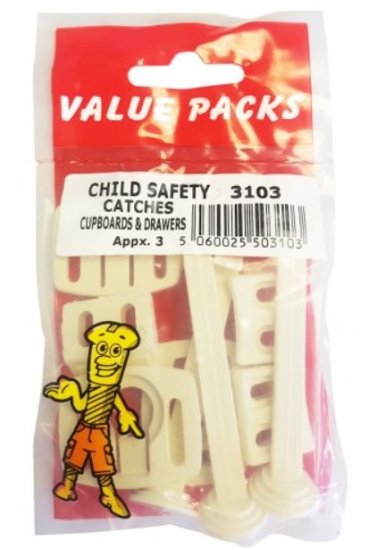 VALUE PACKS
CHILD SAFETY 3103
CATCHES
CUPBOARDS & DRAWERS
Appx. 3 5 060025 503103